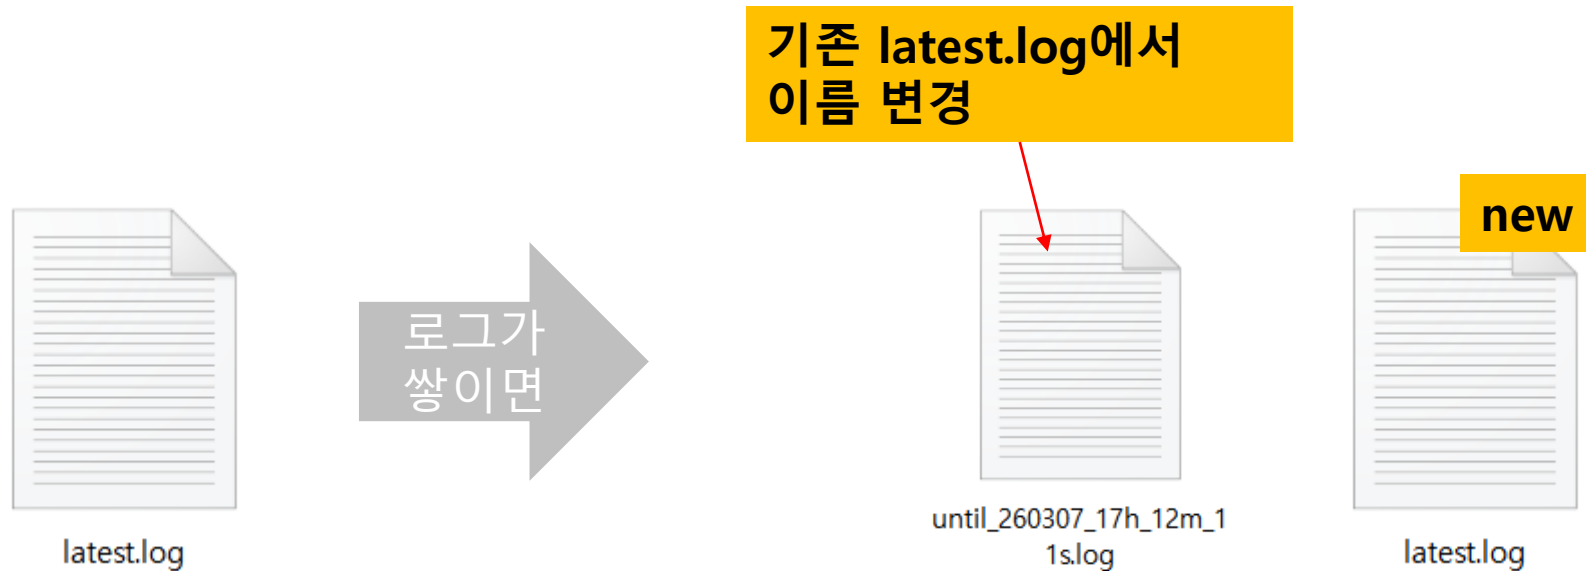 기존 latest.log에서
이름 변경
new
로그가
쌓이면
latest.log
until_260307_17h_12m_1
1s.log
latest.log